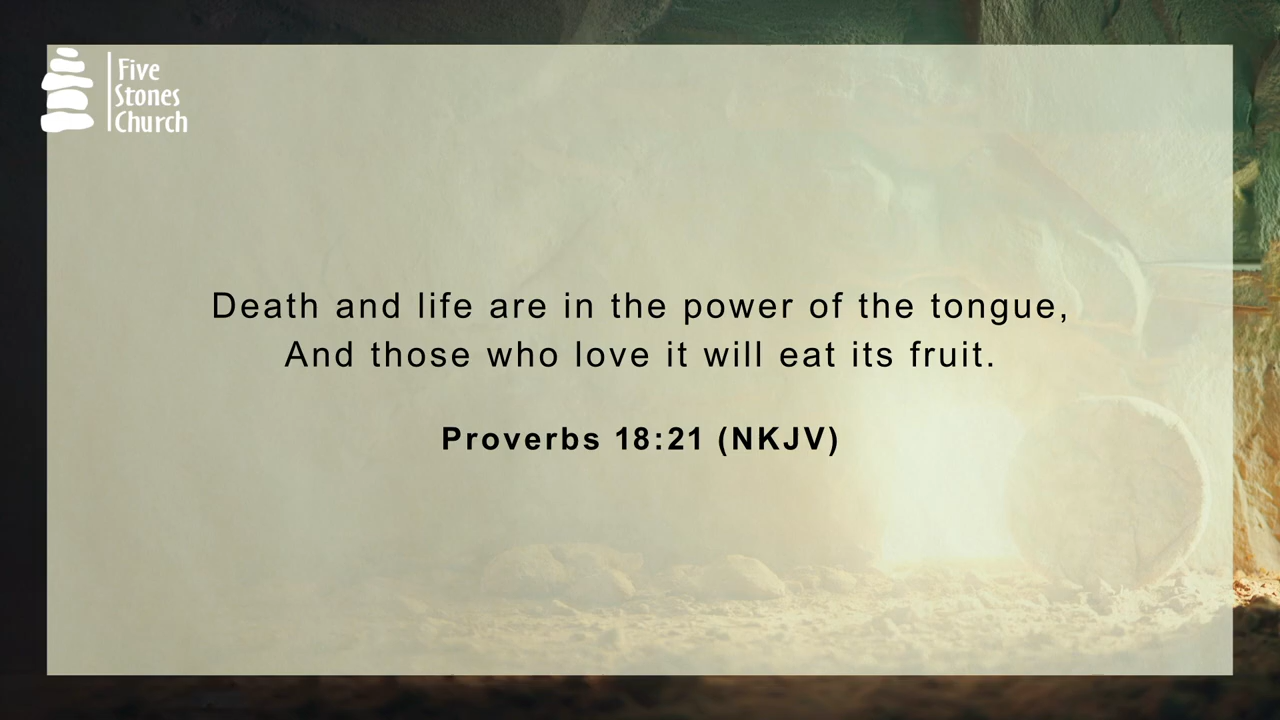 Five
Stones
Church
Death and life are in the power of the tongue,
And those who love it will eat its fruit.
Proverbs 18:21 (NKJV)